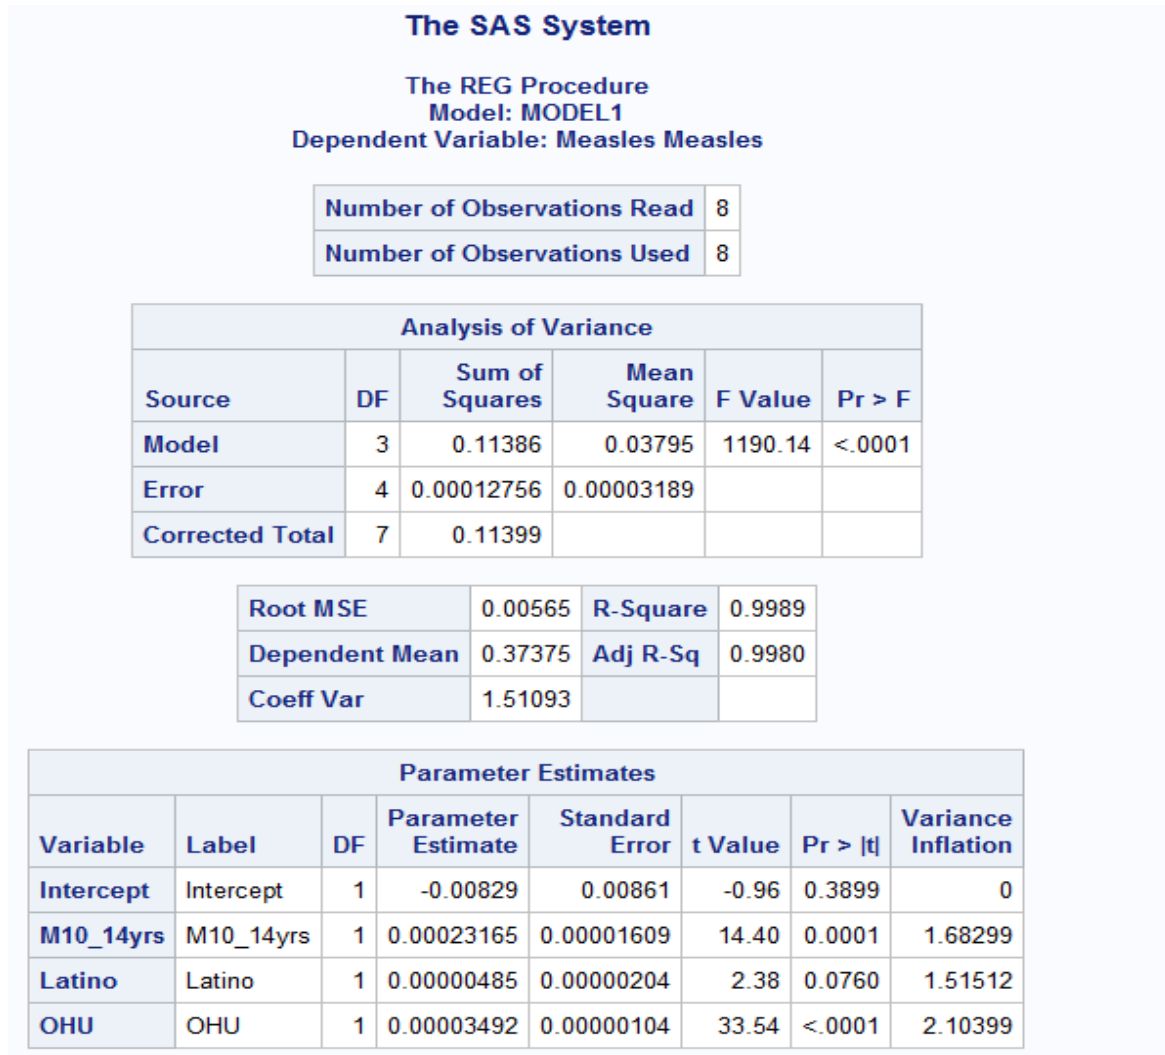 The SAS System
The REG Procedure
Model: MODEL1
Dependent Variable: Measles Measles
Number of Observations Read 8
Number of Observations Used 8
Analysis of Variance
Source DF Sum of Squares Mean Square F Value Pr > F
Model 3 0.11386 0.03795 1190.14 <.0001
Error 4 0.00012756 0.00003189
Corrected Total 7 0.11399
Root MSE 0.00565 R-Square 0.9989
Dependent Mean 0.37375 Adj R-Sq 0.9980
Coeff Var 1.51093
Parameter Estimates
Variable Label DF Parameter Estimate Standard Error t Value Pr > |t| Variance Inflation
Intercept Intercept 1 -0.00829 0.00861 -0.96 0.3899 0
M10_14yrs M10_14yrs 1 0.00023165 0.00001609 14.40 0.0001 1.68299
Latino Latino 1 0.00000485 0.00000204 2.38 0.0760 1.51512
OHU OHU 1 0.00003492 0.00000104 33.54 <.0001 2.10399